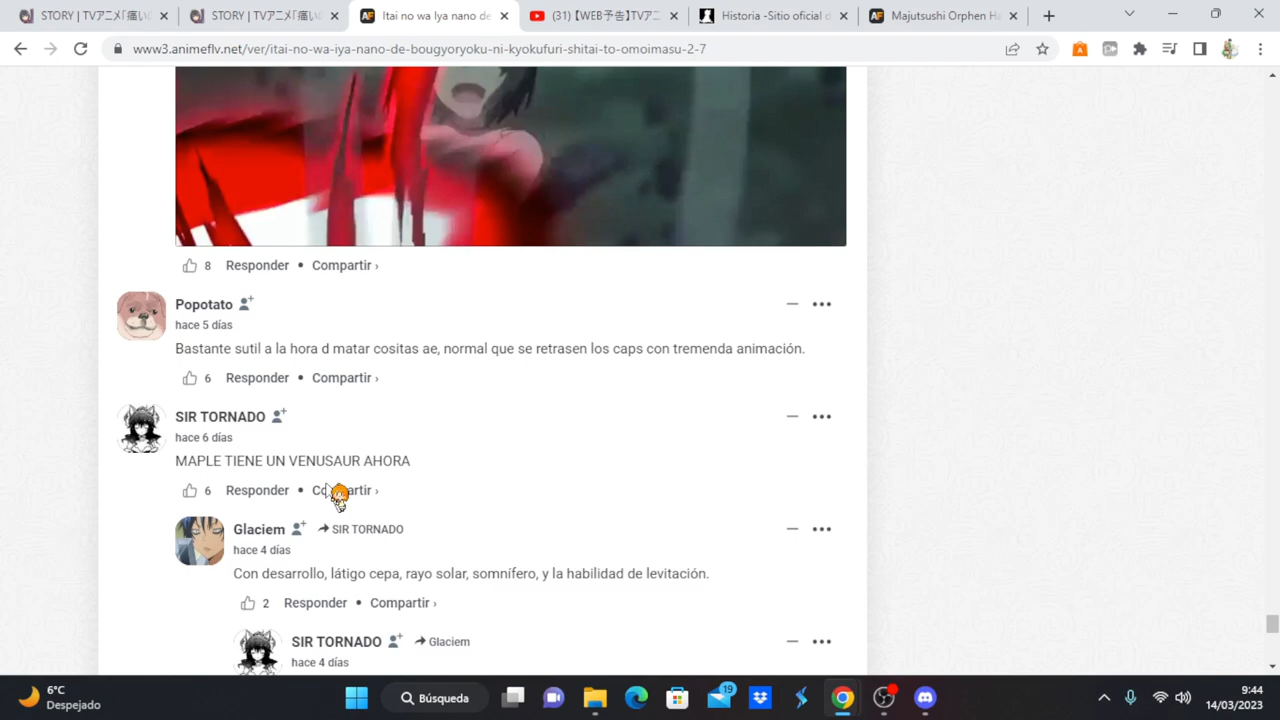 STORY | TVアニメ「痛いの
STORY | TVアニメ「痛いの
Itai no wa Iya nano de
(31) 【WEB予告】TVアニ
Historia -Sitio oficial d
Majutsushi Orphen Ha
www3.animeflv.net/ver/itai-no-wa-iya-nano-de-bougyoryoku-ni-kyokufuri-shitai-to-omoimasu-2-7
8 Responder • Compartir ›
Popotato
hace 5 días
Bastante sutil a la hora d matar cositas ae, normal que se retrasen los caps con tremenda animación.
6 Responder • Compartir ›
SIR TORNADO
hace 6 días
MAPLE TIENE UN VENUSAUR AHORA
6 Responder • Compartir ›
Glaciem SIR TORNADO
hace 4 días
Con desarrollo, látigo cepa, rayo solar, somnífero, y la habilidad de levitación.
2 Responder • Compartir ›
SIR TORNADO Glaciem
hace 4 días
6°C
Despejado
Búsqueda
19
9:44
14/03/2023